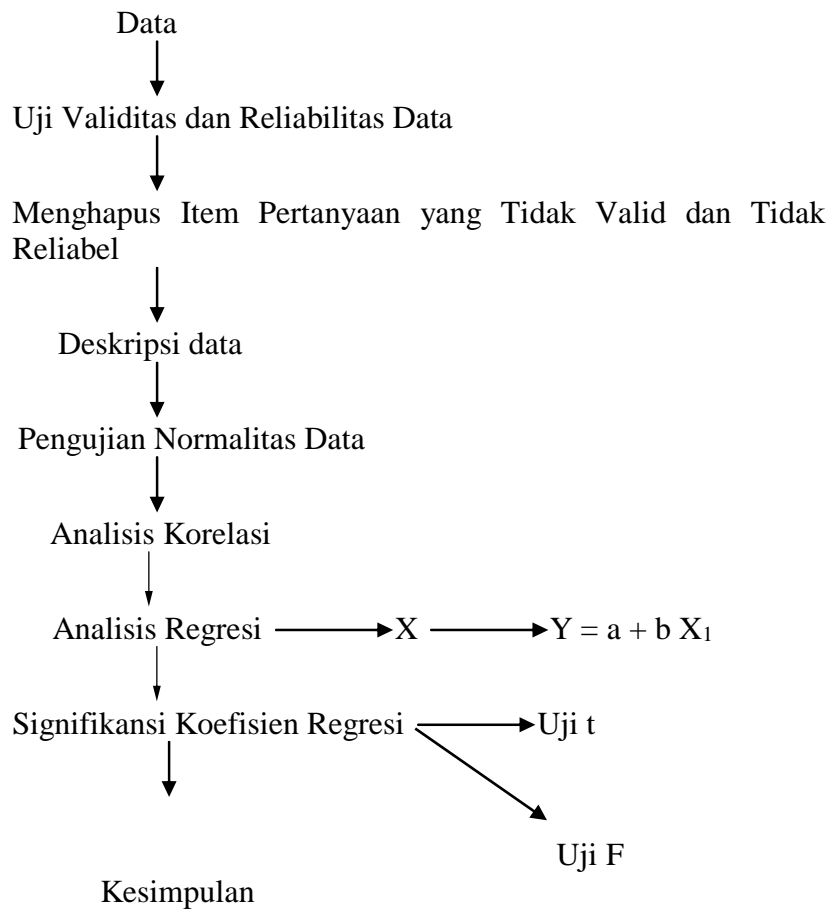 Data
Uji Validitas dan Reliabilitas Data
Menghapus Item Pertanyaan yang Tidak Valid dan Tidak
Reliabel
Deskripsi data
Pengujian Normalitas Data
Analisis Korelasi
Analisis Regresi X Y = a + b X₁
Signifikansi Koefisien Regresi Uji t
Uji F
Kesimpulan